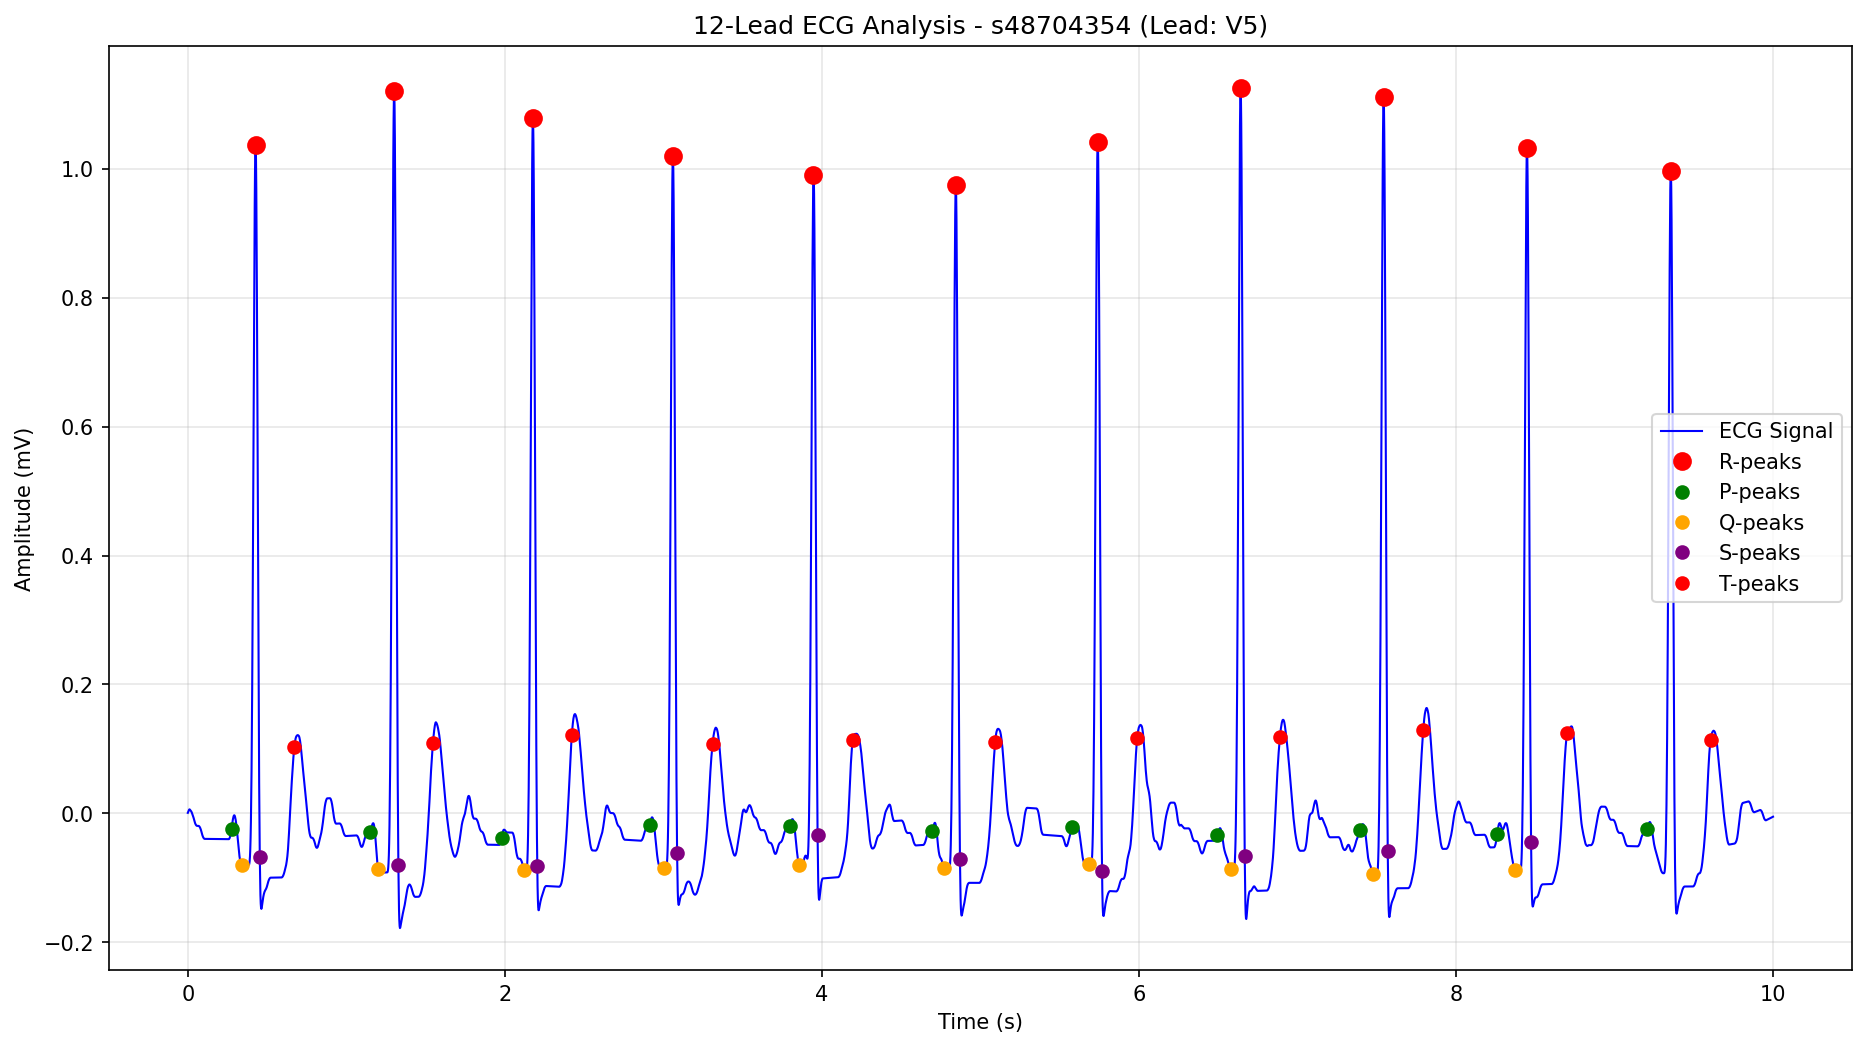 12-Lead ECG Analysis - s48704354 (Lead: V5)
Amplitude (mV)
1.0
0.8
0.6
0.4
0.2
0.0
−0.2
ECG Signal
R-peaks
P-peaks
Q-peaks
S-peaks
T-peaks
0 2 4 6 8 10
Time (s)